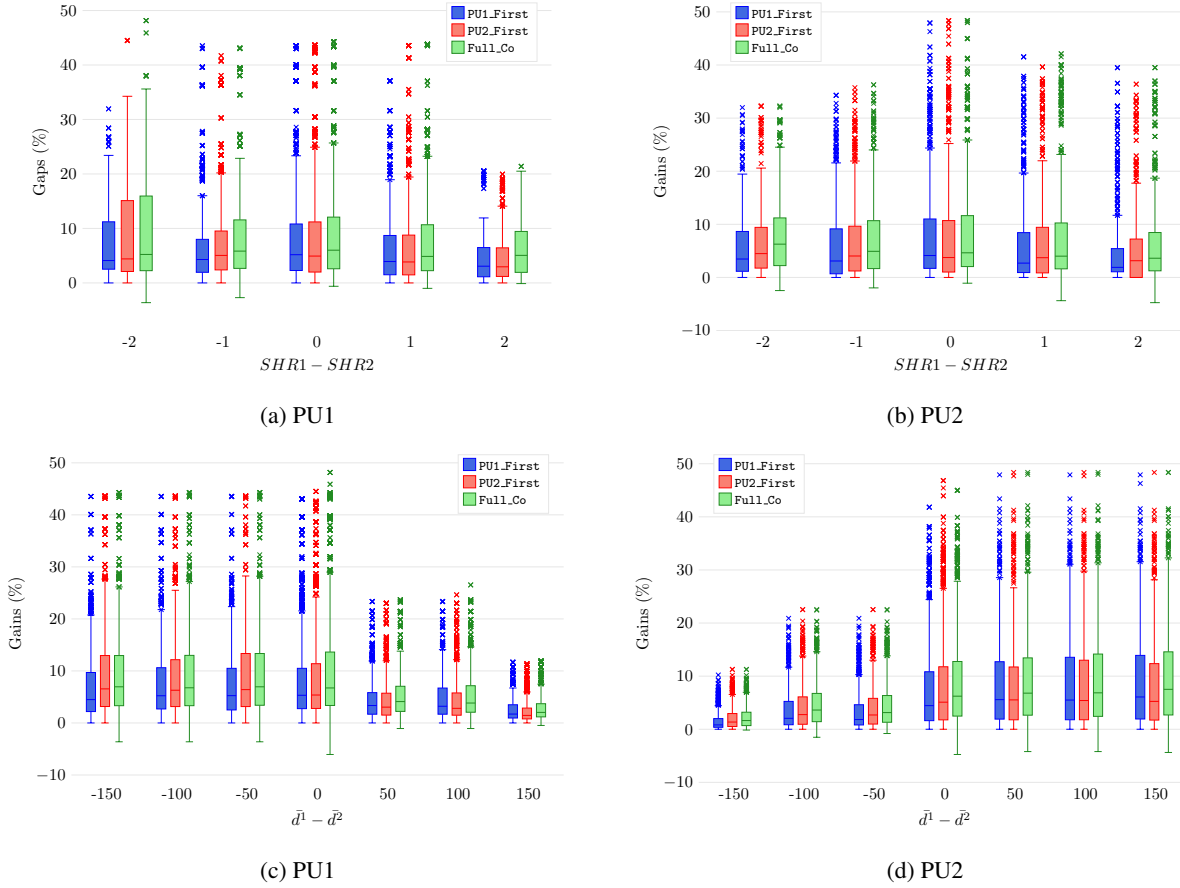 50
40
30
20
10
0
Gaps (%)
PU1_First
PU2_First
Full_Co
-2
-1
0
1
2
SHR1 − SHR2
(a) PU1
50
40
30
20
10
0
−10
Gains (%)
PU1_First
PU2_First
Full_Co
-2
-1
0
1
2
SHR1 − SHR2
(b) PU2
50
40
30
20
10
0
−10
Gains (%)
PU1_First
PU2_First
Full_Co
-150
-100
-50
0
50
100
150
d̄¹ − d̄²
(c) PU1
50
40
30
20
10
0
−10
Gains (%)
PU1_First
PU2_First
Full_Co
-150
-100
-50
0
50
100
150
d̄¹ − d̄²
(d) PU2